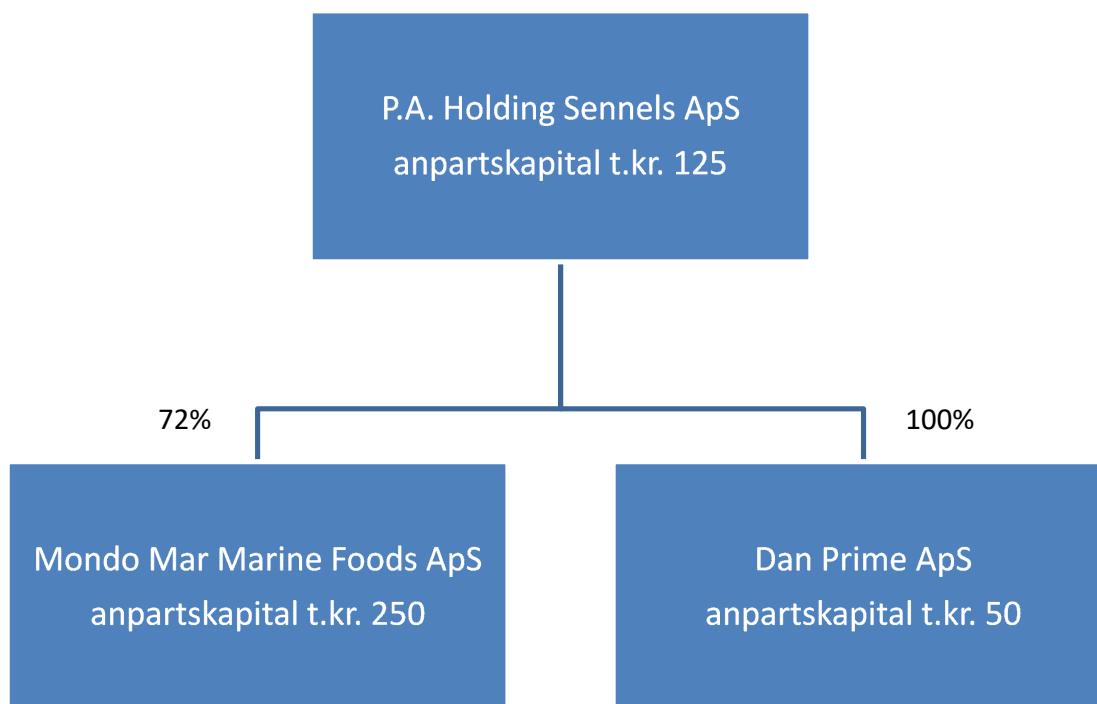 P.A. Holding Sennels ApS
anpartskapital t.kr. 125
72%
100%
Mondo Mar Marine Foods ApS
anpartskapital t.kr. 250
Dan Prime ApS
anpartskapital t.kr. 50